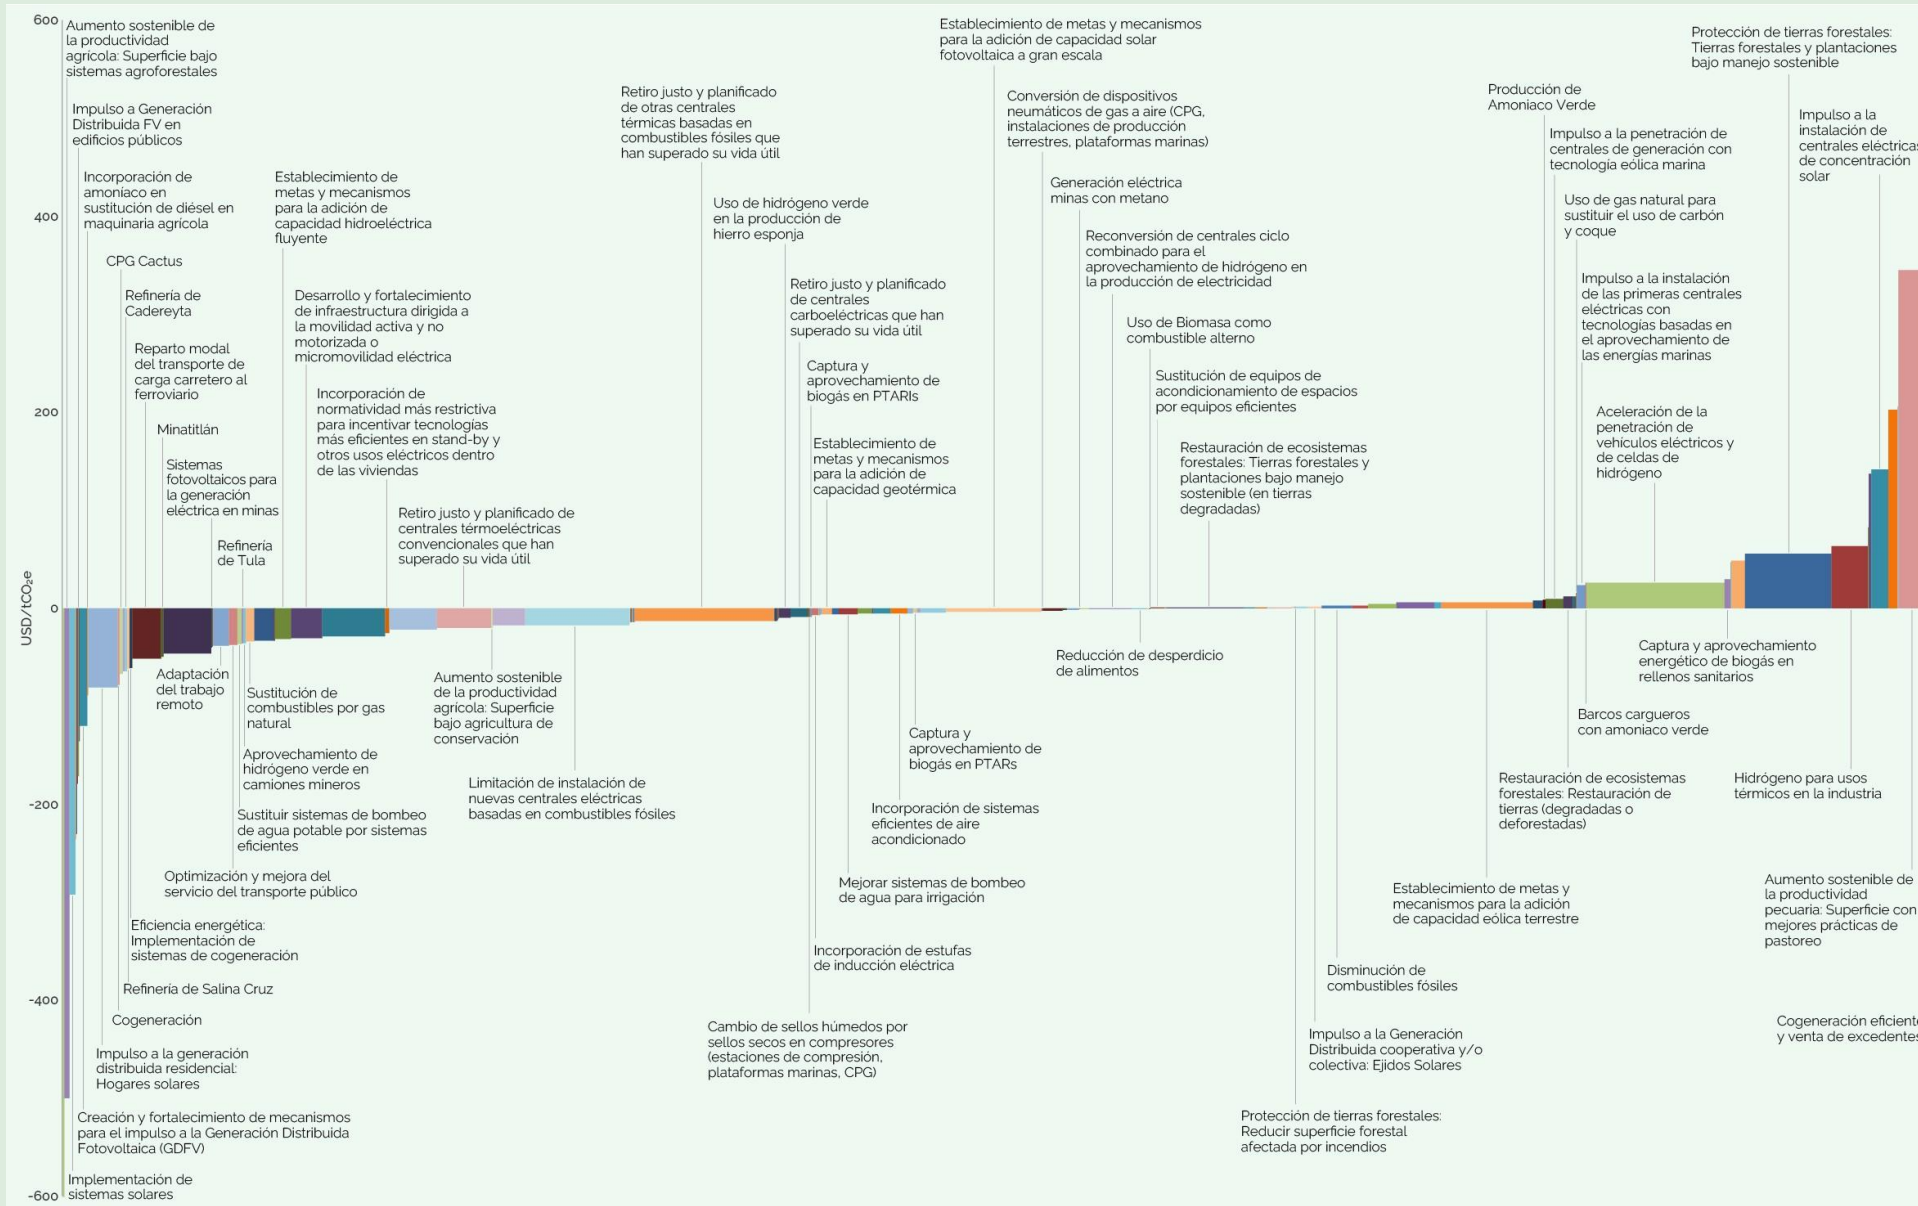 600
400
200
0
-200
-400
-600
USD/tCO₂e
Aumento sostenible de
la productividad
agrícola: Superficie bajo
sistemas agroforestales
Impulso a Generación
Distribuida FV en
edificios públicos
Incorporación de
amoníaco en
sustitución de diésel en
maquinaria agrícola
CPG Cactus
Refinería de
Cadereyta
Reparto modal
del transporte de
carga carretero al
ferroviario
Minatitlán
Sistemas
fotovoltaicos para
la generación
eléctrica en minas
Refinería
de Tula
Establecimiento de
metas y mecanismos
para la adición de
capacidad hidroeléctrica
fluyente
Desarrollo y fortalecimiento
de infraestructura dirigida a
la movilidad activa y no
motorizada o
micromovilidad eléctrica
Incorporación de
normatividad más restrictiva
para incentivar tecnologías
más eficientes en stand-by y
otros usos eléctricos dentro
de las viviendas
Retiro justo y planificado de
centrales térmoeléctricas
convencionales que han
superado su vida útil
Retiro justo y planificado
de otras centrales
térmicas basadas en
combustibles fósiles que
han superado su vida útil
Uso de hidrógeno verde
en la producción de
hierro esponja
Retiro justo y planificado
de centrales
carboeléctricas que han
superado su vida útil
Captura y
aprovechamiento de
biogás en PTARIs
Establecimiento de
metas y mecanismos
para la adición de
capacidad geotérmica
Establecimiento de metas y mecanismos
para la adición de capacidad solar
fotovoltaica a gran escala
Conversión de dispositivos
neumáticos de gas a aire (CPG,
instalaciones de producción
terrestres, plataformas marinas)
Generación eléctrica
minas con metano
Reconversión de centrales ciclo
combinado para el
aprovechamiento de hidrógeno en
la producción de electricidad
Uso de Biomasa como
combustible alterno
Sustitución de equipos de
acondicionamiento de espacios
por equipos eficientes
Restauración de ecosistemas
forestales: Tierras forestales y
plantaciones bajo manejo
sostenible (en tierras
degradadas)
Producción de
Amoniaco Verde
Impulso a la penetración de
centrales de generación con
tecnología eólica marina
Uso de gas natural para
sustituir el uso de carbón
y coque
Impulso a la instalación
de las primeras centrales
eléctricas con
tecnologías basadas en
el aprovechamiento de
las energías marinas
Aceleración de la
penetración de
vehículos eléctricos y
de celdas de
hidrógeno
Protección de tierras forestales:
Tierras forestales y plantaciones
bajo manejo sostenible
Impulso a la
instalación de
centrales eléctricas
de concentración
solar
Adaptación
del trabajo
remoto
Sustitución de
combustibles por gas
natural
Aprovechamiento de
hidrógeno verde en
camiones mineros
Sustituir sistemas de bombeo
de agua potable por sistemas
eficientes
Optimización y mejora del
servicio del transporte público
Eficiencia energética:
Implementación de
sistemas de cogeneración
Refinería de Salina Cruz
Cogeneración
Impulso a la generación
distribuida residencial:
Hogares solares
Creación y fortalecimiento de mecanismos
para el impulso a la Generación Distribuida
Fotovoltaica (GDFV)
Implementación de
sistemas solares
Aumento sostenible
de la productividad
agrícola: Superficie
bajo agricultura de
conservación
Limitación de instalación de
nuevas centrales eléctricas
basadas en combustibles fósiles
Captura y
aprovechamiento de
biogás en PTARs
Incorporación de sistemas
eficientes de aire
acondicionado
Mejorar sistemas de bombeo
de agua para irrigación
Incorporación de estufas
de inducción eléctrica
Cambio de sellos húmedos por
sellos secos en compresores
(estaciones de compresión,
plataformas marinas, CPG)
Reducción de desperdicio
de alimentos
Captura y aprovechamiento
energético de biogás en
rellenos sanitarios
Barcos cargueros
con amoniaco verde
Restauración de ecosistemas
forestales: Restauración de
tierras (degradadas o
deforestadas)
Hidrógeno para usos
térmicos en la industria
Establecimiento de metas y
mecanismos para la adición
de capacidad eólica terrestre
Disminución de
combustibles fósiles
Impulso a la Generación
Distribuida cooperativa y/o
colectiva: Ejidos Solares
Protección de tierras forestales:
Reducir superficie forestal
afectada por incendios
Aumento sostenible de
la productividad
pecuaria: Superficie con
mejores prácticas de
pastoreo
Cogeneración eficiente
y venta de excedentes